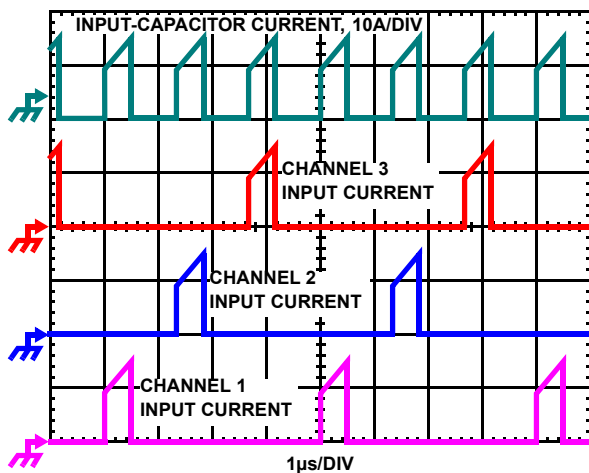 INPUT-CAPACITOR CURRENT, 10A/DIV
CHANNEL 3
INPUT CURRENT
CHANNEL 2
INPUT CURRENT
CHANNEL 1
INPUT CURRENT
1µs/DIV